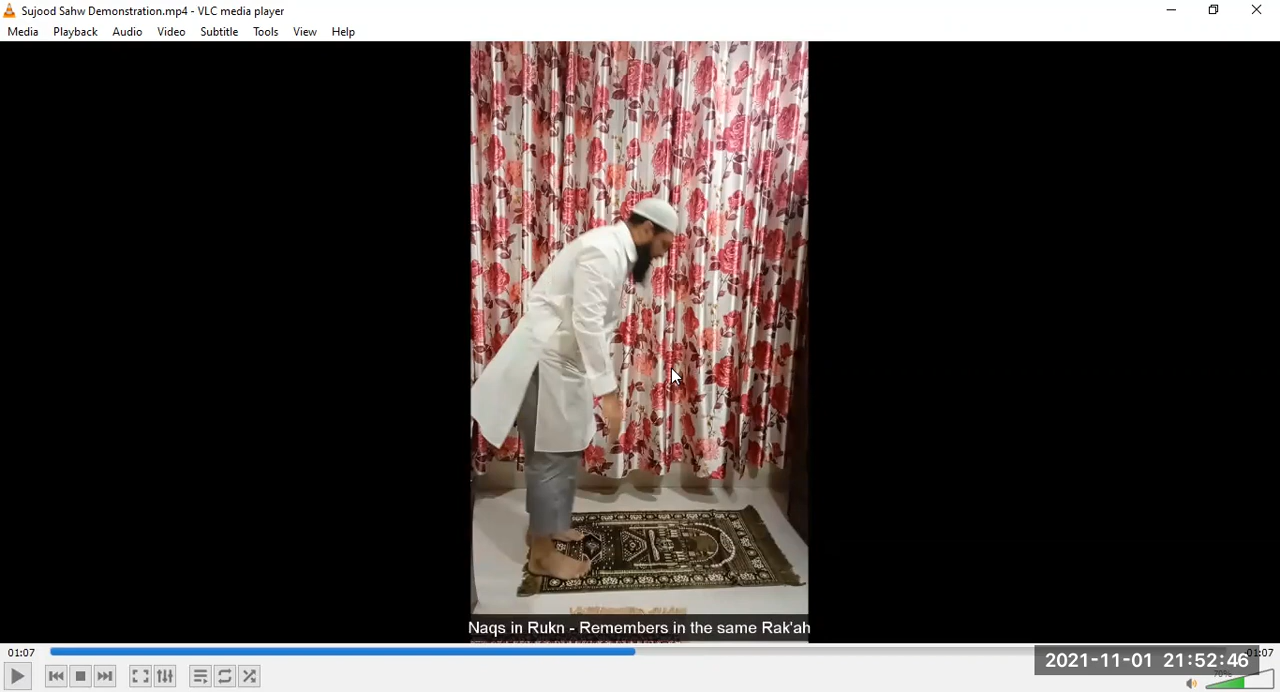 Sujood Sahw Demonstration.mp4 - VLC media player
Media Playback Audio Video Subtitle Tools View Help
Naqs in Rukn - Remembers in the same Rak'ah
01:07 01:07
2021-11-01 21:52:46
70%